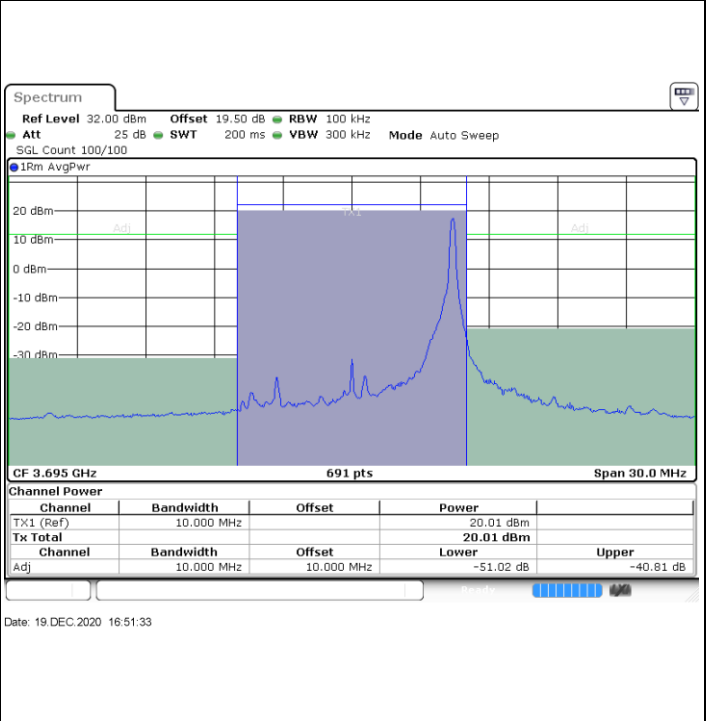 Spectrum
Ref Level 32.00 dBm Offset 19.50 dB RBW 100 kHz
Att 25 dB SWT 200 ms VBW 300 kHz Mode Auto Sweep
SGL Count 100/100
1Rm AvgPwr
TX1
20 dBm
Adj Adj
10 dBm
0 dBm
-10 dBm
-20 dBm
-30 dBm
CF 3.695 GHz 691 pts Span 30.0 MHz
Channel Power
Channel Bandwidth Offset Power
TX1 (Ref) 10.000 MHz 20.01 dBm
Tx Total 20.01 dBm
Channel Bandwidth Offset Lower Upper
Adj 10.000 MHz 10.000 MHz -51.02 dB -40.81 dB
Ready
Date: 19.DEC.2020 16:51:33